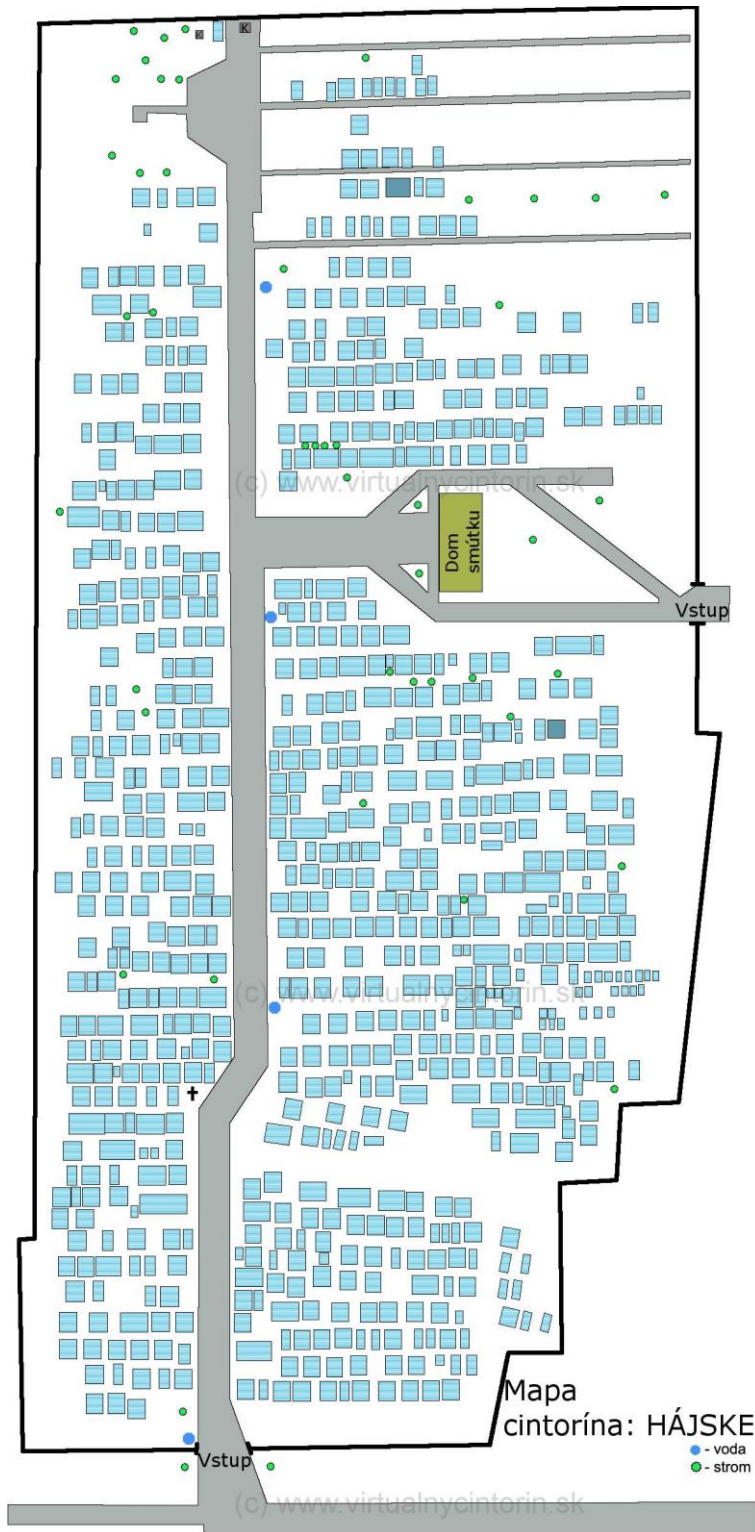 K
K
(c) www.virtualnycintorin.sk
Dom
smútku
Vstup
(c) www.virtualnycintorin.sk
Mapa
cintorína: HÁJSKE
- voda
- strom
Vstup
(c) www.virtualnycintorin.sk